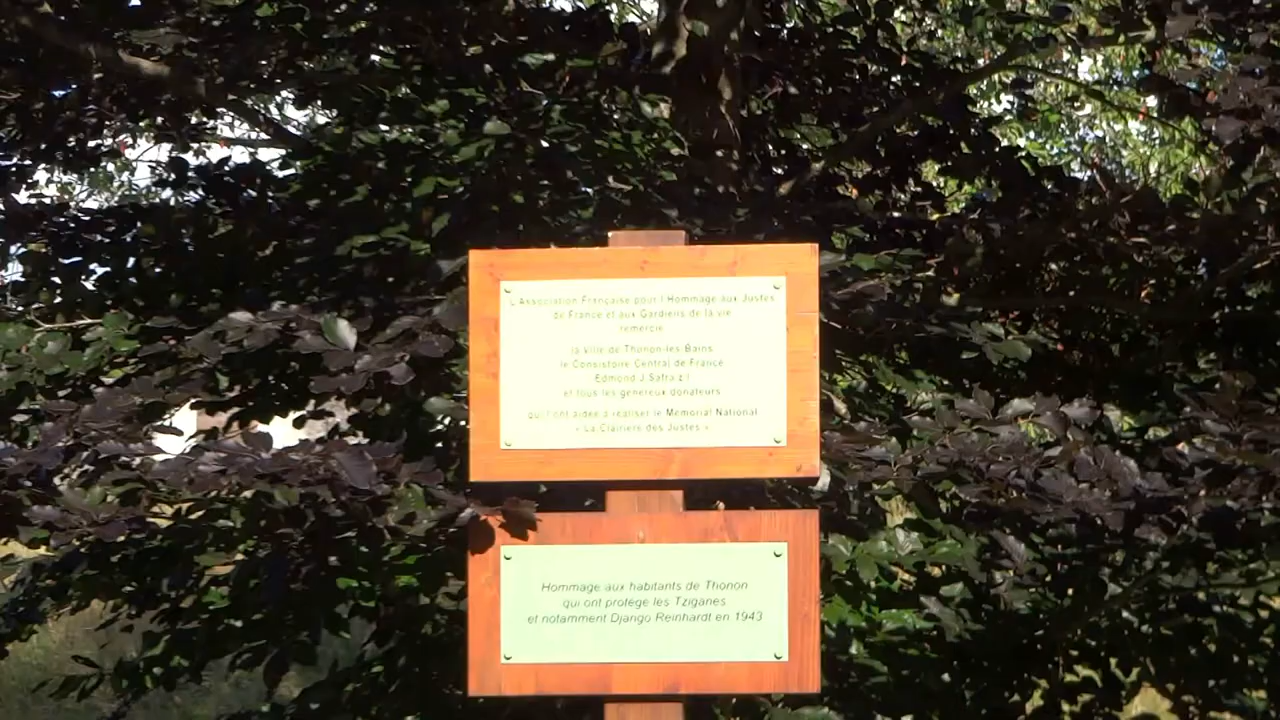 L'Association Française pour l'Hommage aux Justes
de France et aux Gardiens de la vie
remercie
la Ville de Thonon-les-Bains
le Consistoire Central de France
Edmond J Safra z.l
et tous les généreux donateurs
qui l'ont aidée à réaliser le Mémorial National
« La Clairière des Justes »
Hommage aux habitants de Thonon
qui ont protégé les Tziganes
et notamment Django Reinhardt en 1943